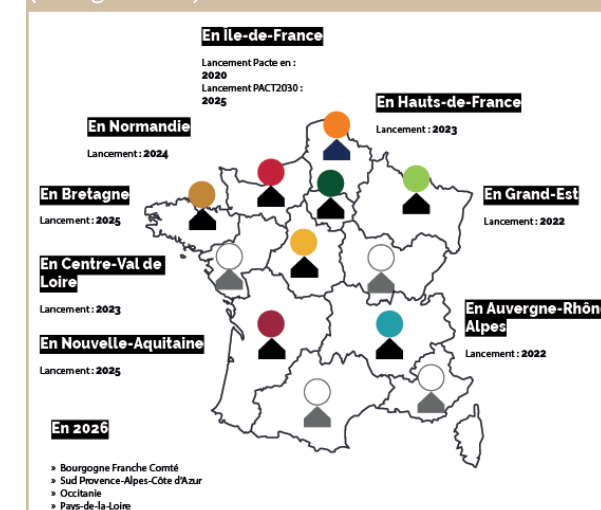 En Île-de-France
Lancement Pacte en :
2020
Lancement PACT2030 :
2025
En Hauts-de-France
Lancement : 2023
En Normandie
Lancement : 2024
En Bretagne
Lancement : 2025
En Grand-Est
Lancement : 2022
En Centre-Val de
Loire
Lancement : 2023
En Auvergne-Rhône
Alpes
Lancement : 2022
En Nouvelle-Aquitaine
Lancement : 2025
En 2026
» Bourgogne Franche Comté
» Sud Provence-Alpes-Côte d'Azur
» Occitanie
» Pays-de-la-Loire